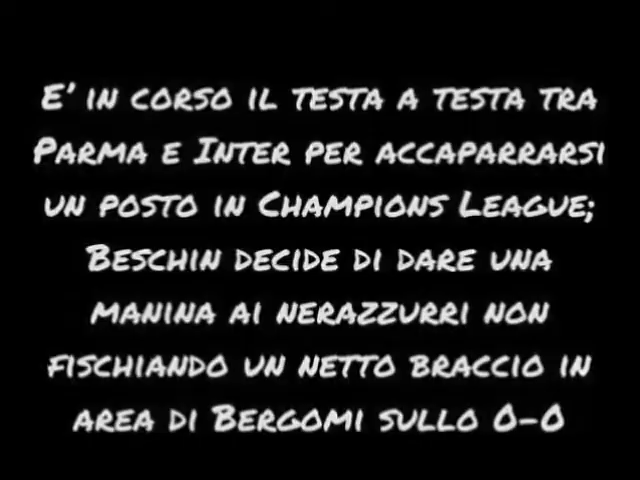 E' in corso il testa a testa tra
Parma e Inter per accaparrarsi
un posto in Champions League;
Beschin decide di dare una
manina ai nerazzurri non
fischiando un netto braccio in
area di Bergomi sullo 0-0